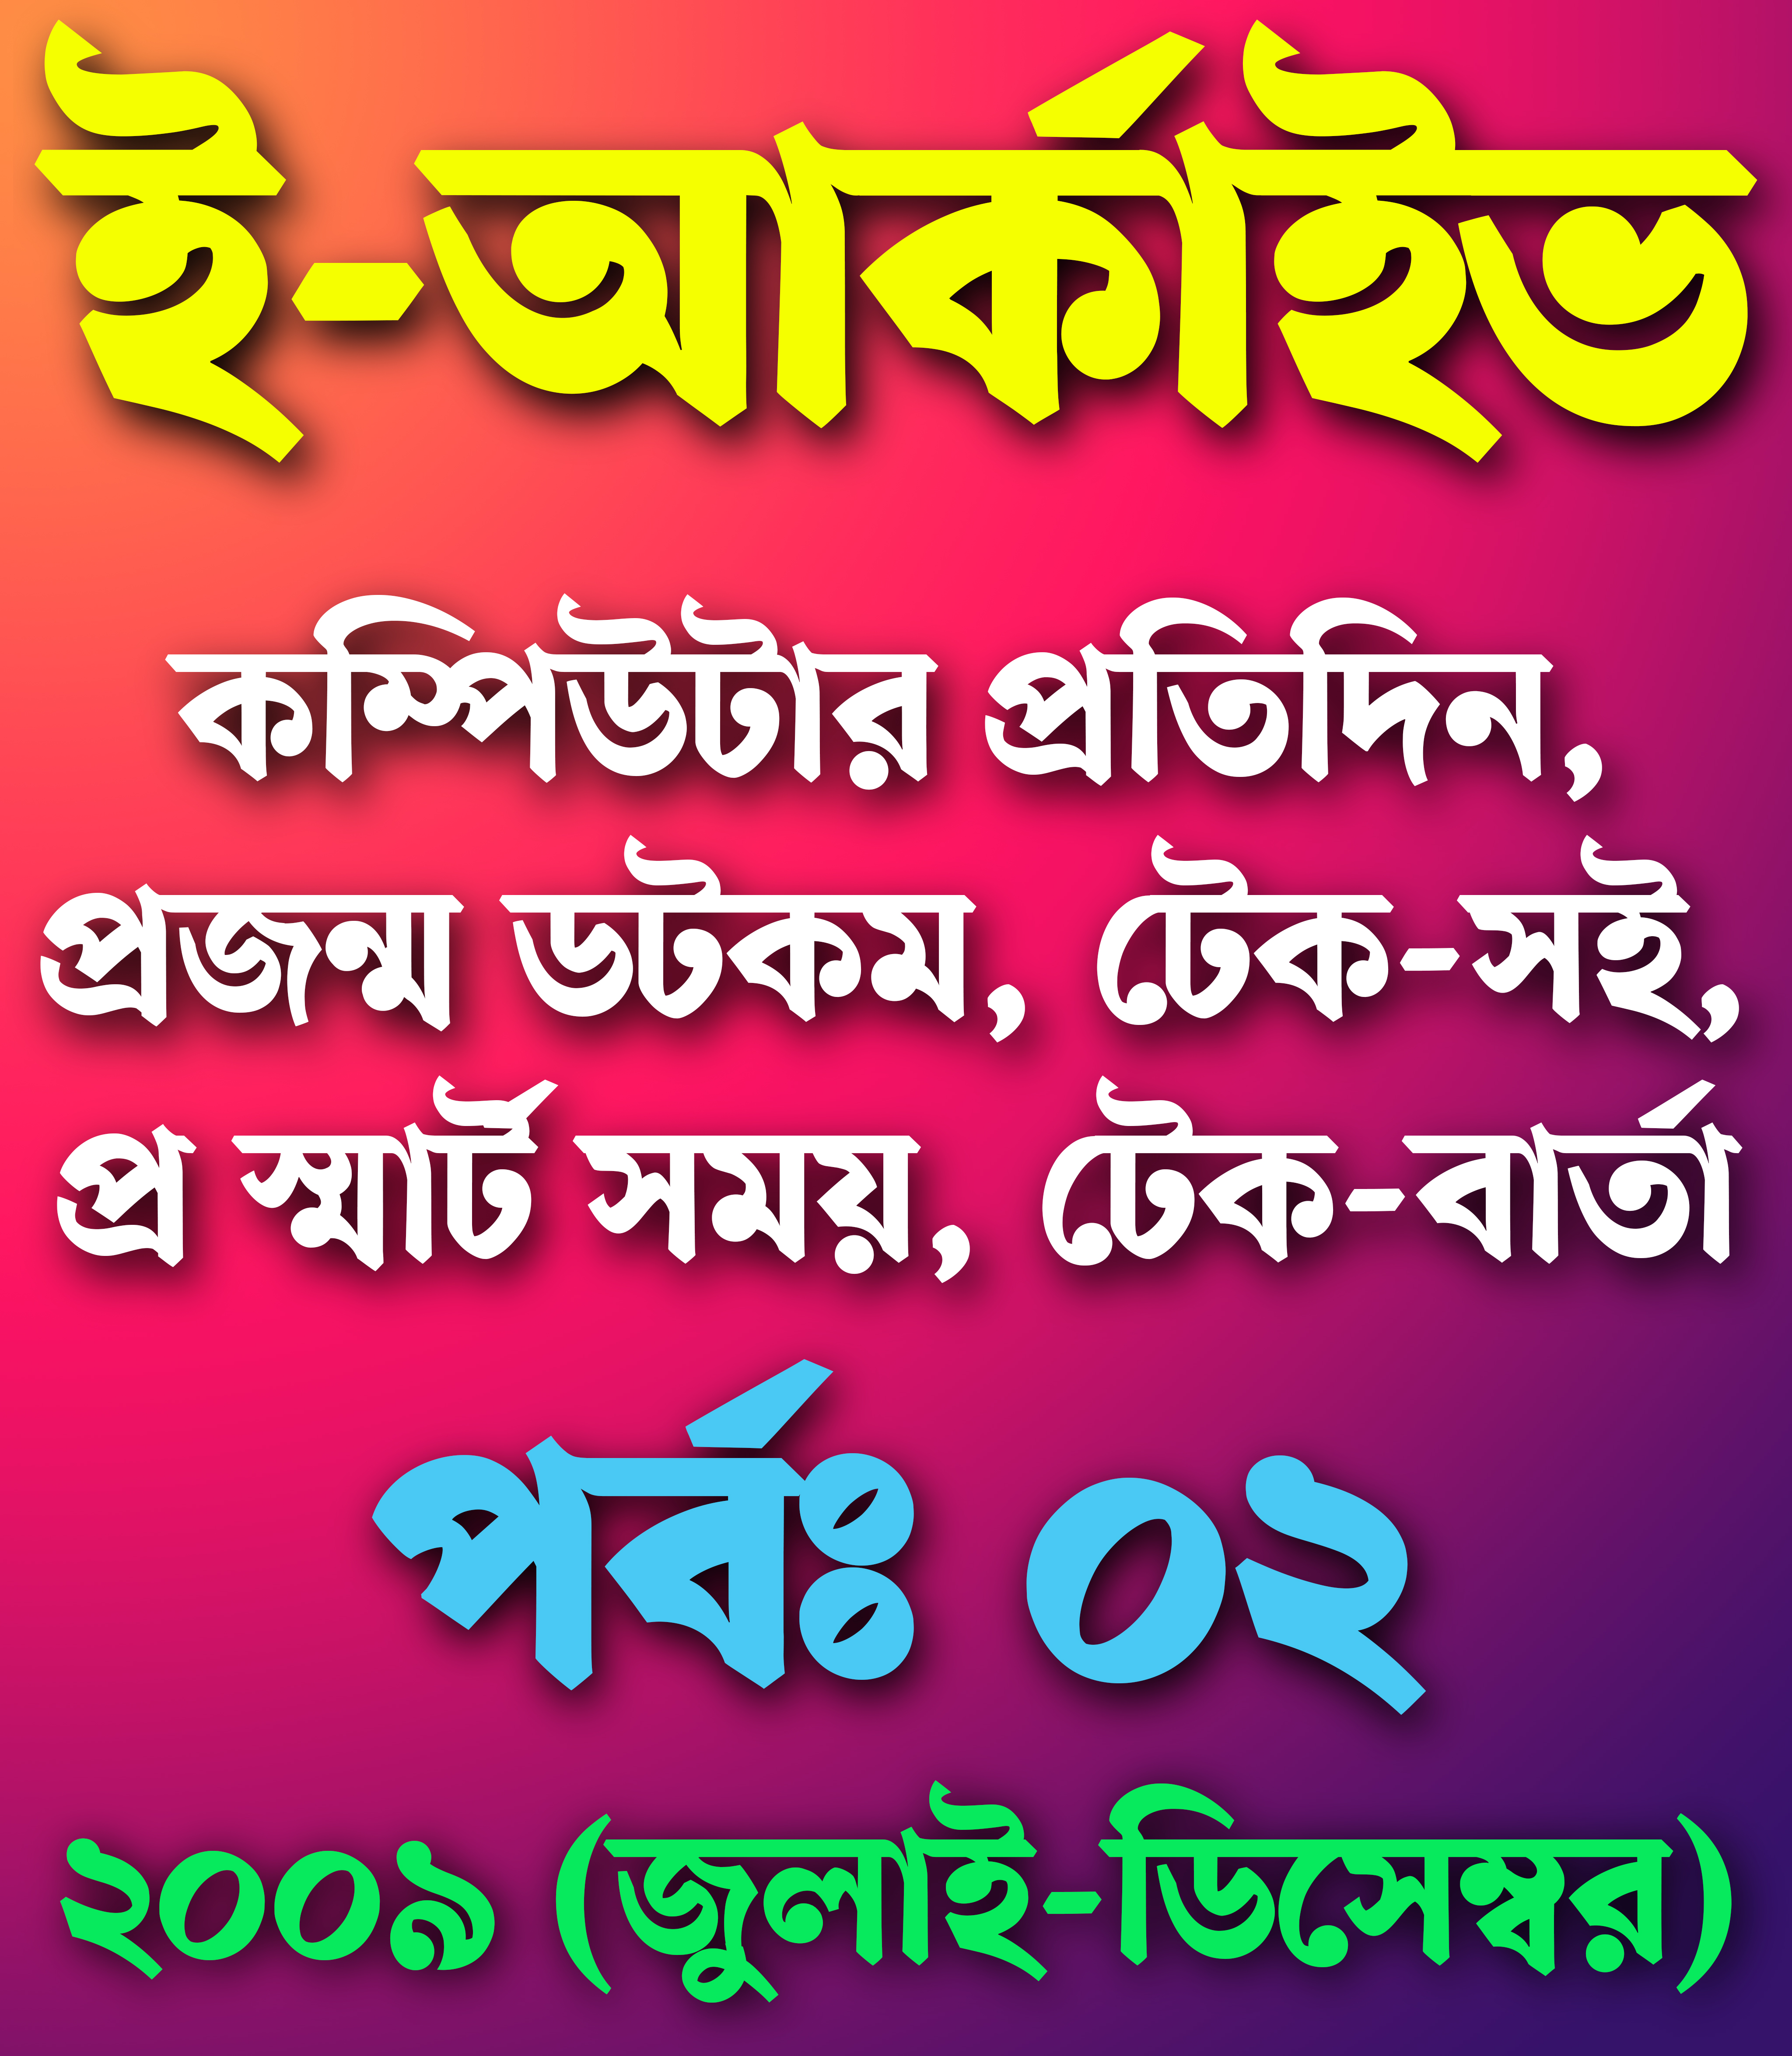 ই-আর্কাইভ
কম্পিউটার প্রতিদিন,
প্রজন্ম ডটকম, টেক-সই,
প্র স্মার্ট সময়, টেক-বার্তা
পর্বঃ ০২
২০০৯ (জুলাই-ডিসেম্বর)